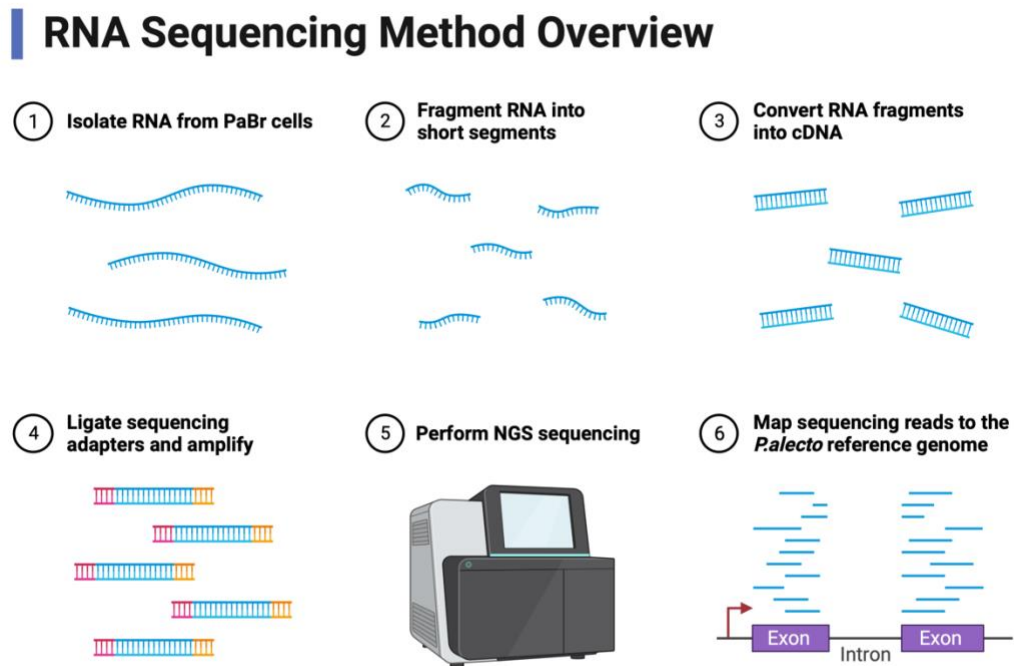 RNA Sequencing Method Overview
1 Isolate RNA from PaBr cells
2 Fragment RNA into
short segments
3 Convert RNA fragments
into cDNA
4 Ligate sequencing
adapters and amplify
5 Perform NGS sequencing
6 Map sequencing reads to the
P.alecto reference genome
Exon
Intron
Exon